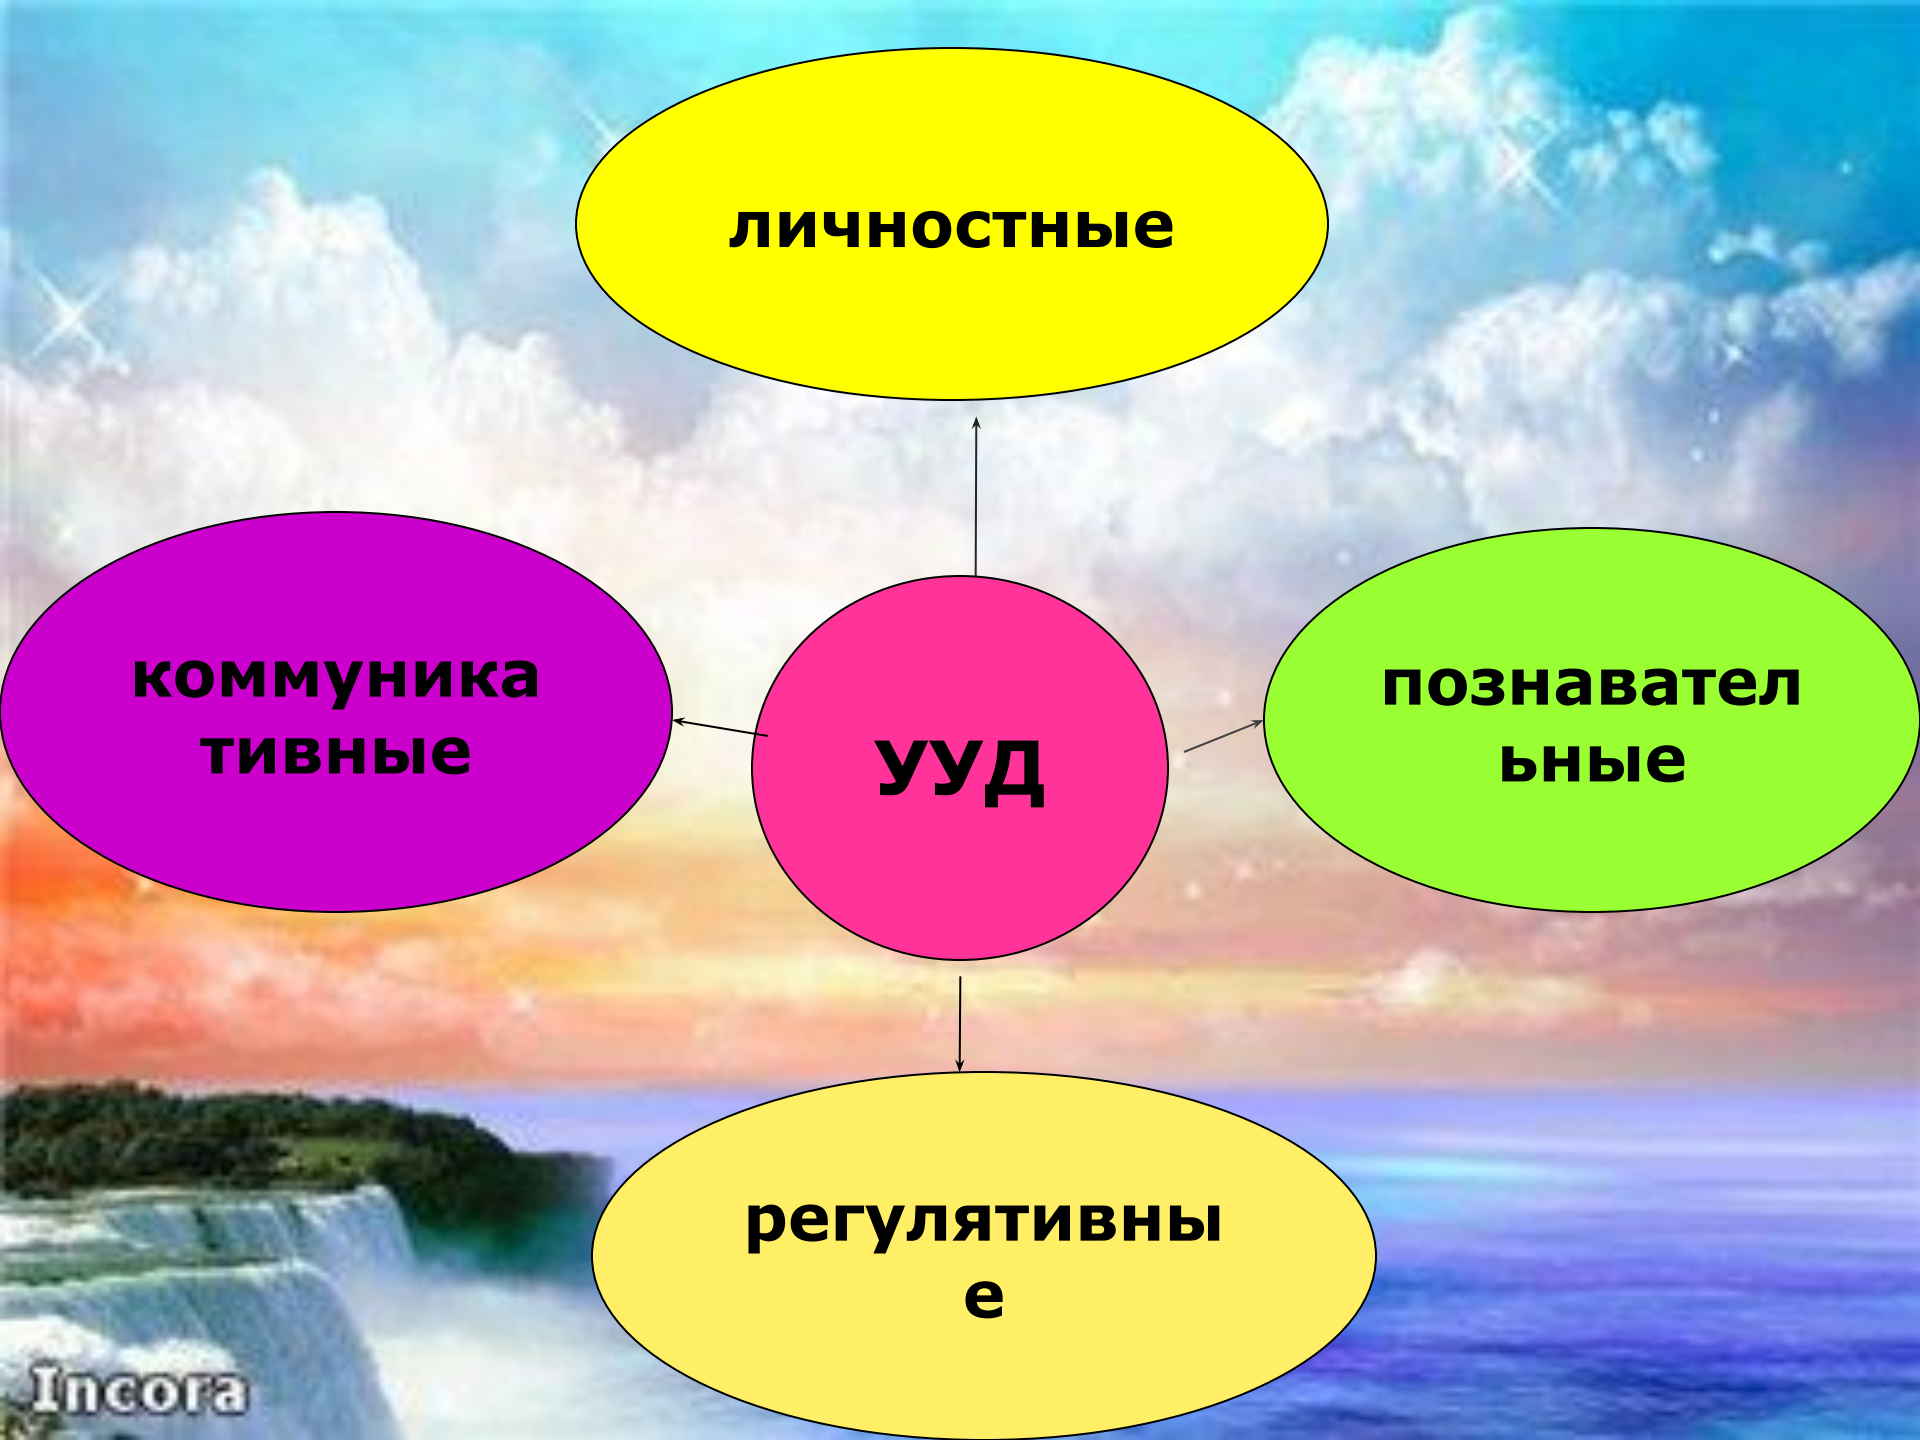 личностные
коммуника
тивные
УУД
познавател
ьные
регулятивны
е
Incora